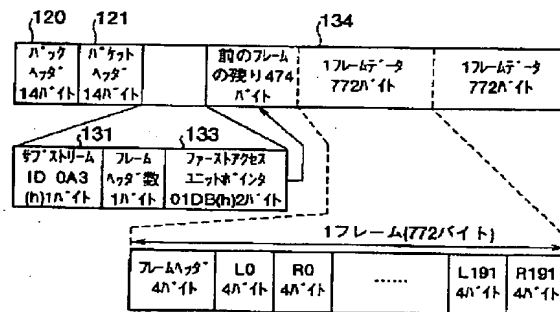 120
121
134
パック
ヘッダ
14バイト
パケット
ヘッダ
14バイト
前のフレーム
の残り474
バイト
1フレームデータ
772バイト
1フレームデータ
772バイト
131
133
サブストリーム
ID 0A3
(h)1バイト
フレーム
ヘッダ数
1バイト
ファーストアクセス
ユニットポインタ
01DB(h)2バイト
1フレーム(772バイト)
フレームヘッダ
4バイト
L0
4バイト
R0
4バイト
……
L191
4バイト
R191
4バイト